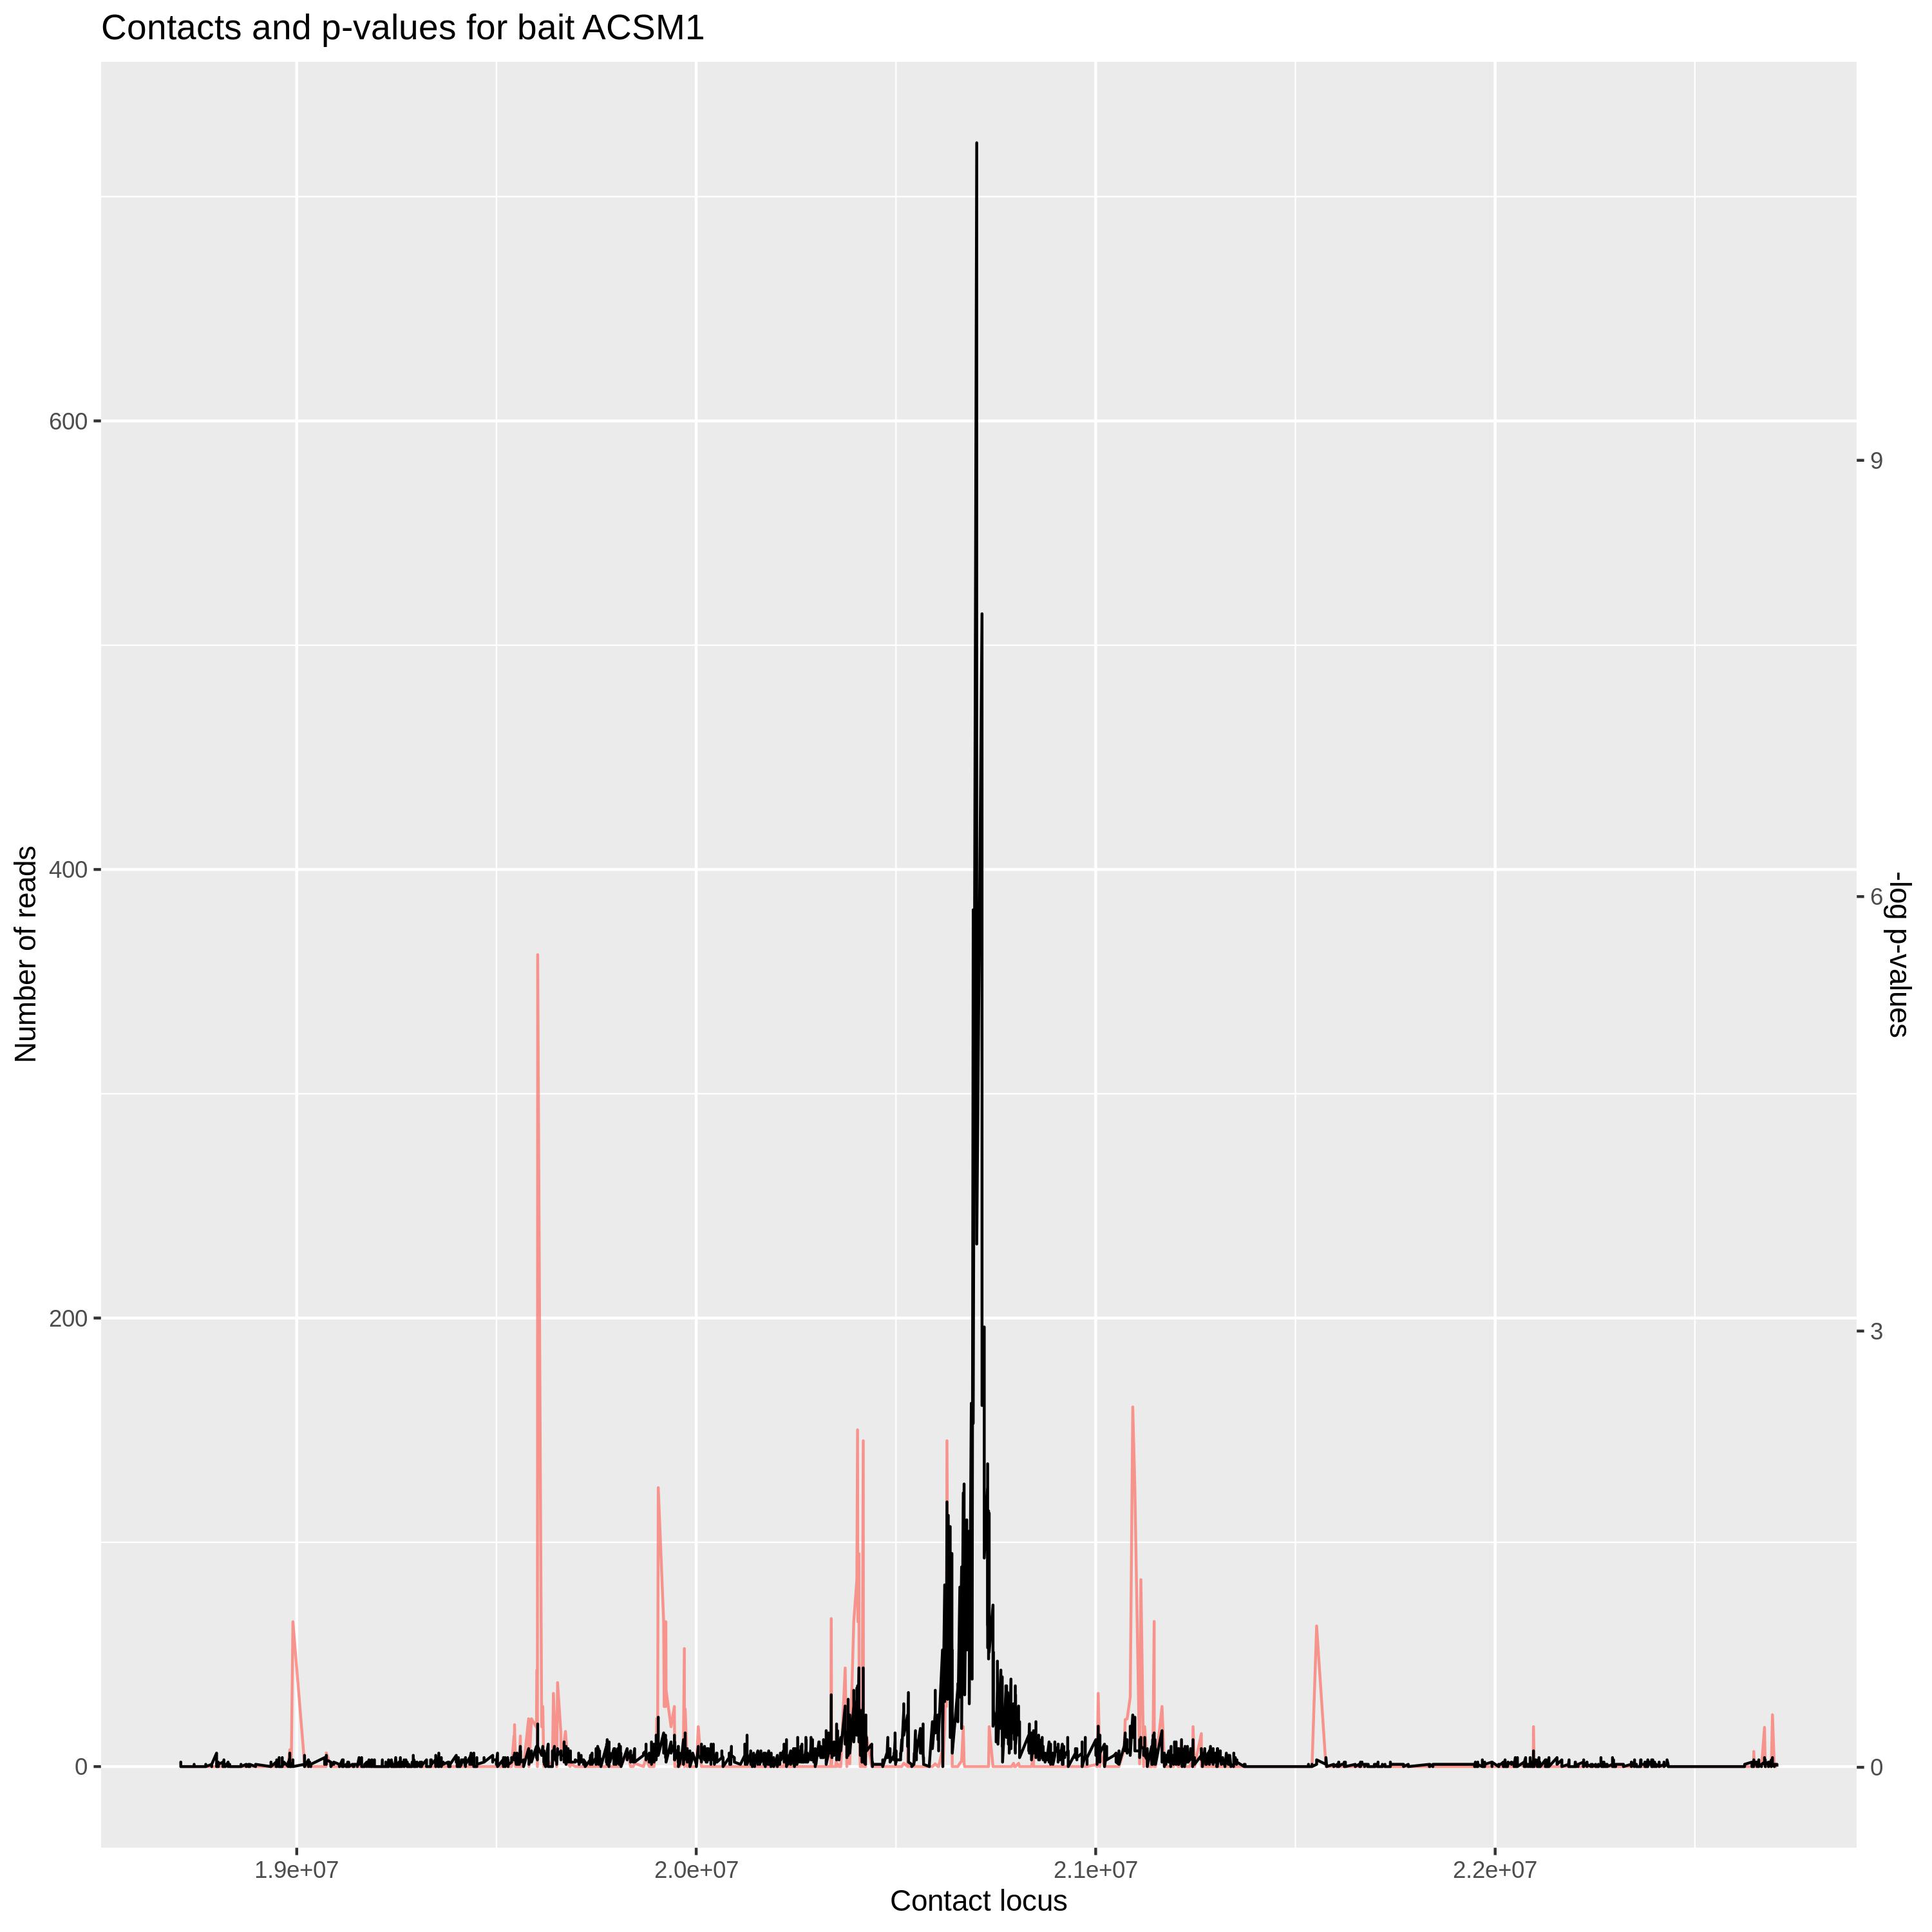 Contacts and p-values for bait ACSM1
Number of reads
600
400
200
0
9
6
3
0
-log p-values
1.9e+07
2.0e+07
2.1e+07
2.2e+07
Contact locus